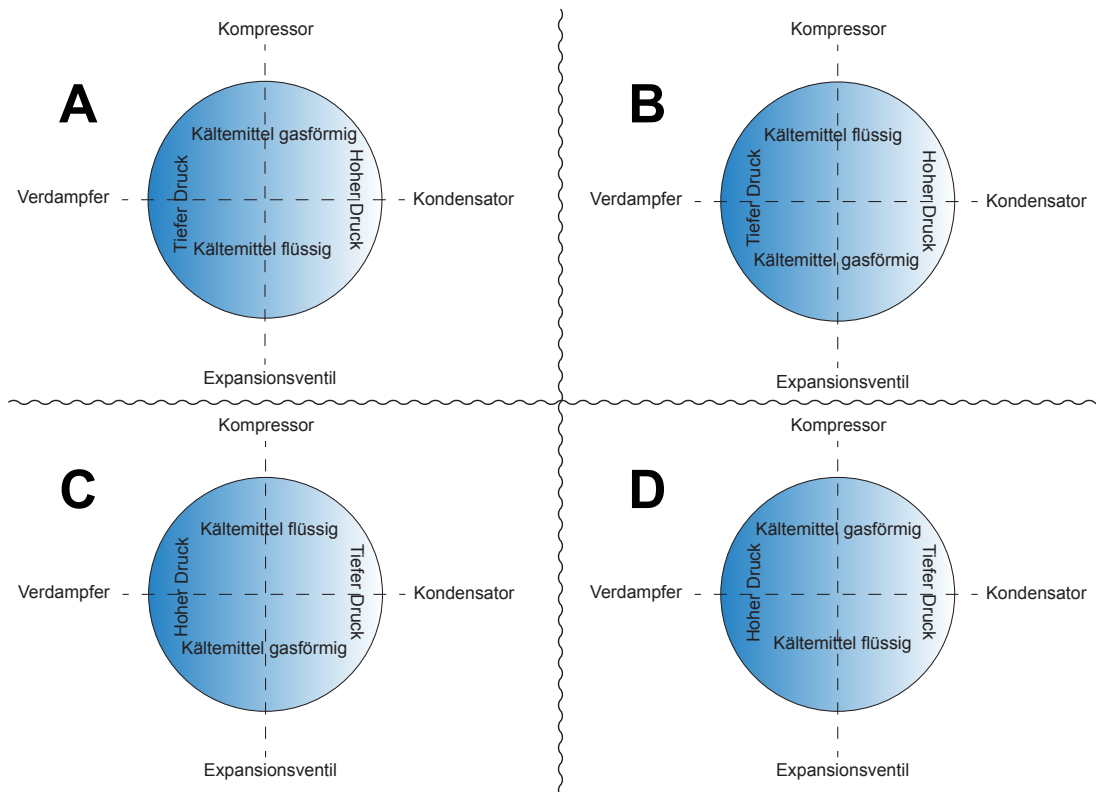 Kompressor
A
Kältemittel gasförmig
Tiefer Druck
Hoher Druck
Verdampfer
Kondensator
Kältemittel flüssig
Expansionsventil
Kompressor
B
Kältemittel flüssig
Tiefer Druck
Hoher Druck
Verdampfer
Kondensator
Kältemittel gasförmig
Expansionsventil
Kompressor
C
Kältemittel flüssig
Hoher Druck
Tiefer Druck
Verdampfer
Kondensator
Kältemittel gasförmig
Expansionsventil
Kompressor
D
Kältemittel gasförmig
Hoher Druck
Tiefer Druck
Verdampfer
Kondensator
Kältemittel flüssig
Expansionsventil